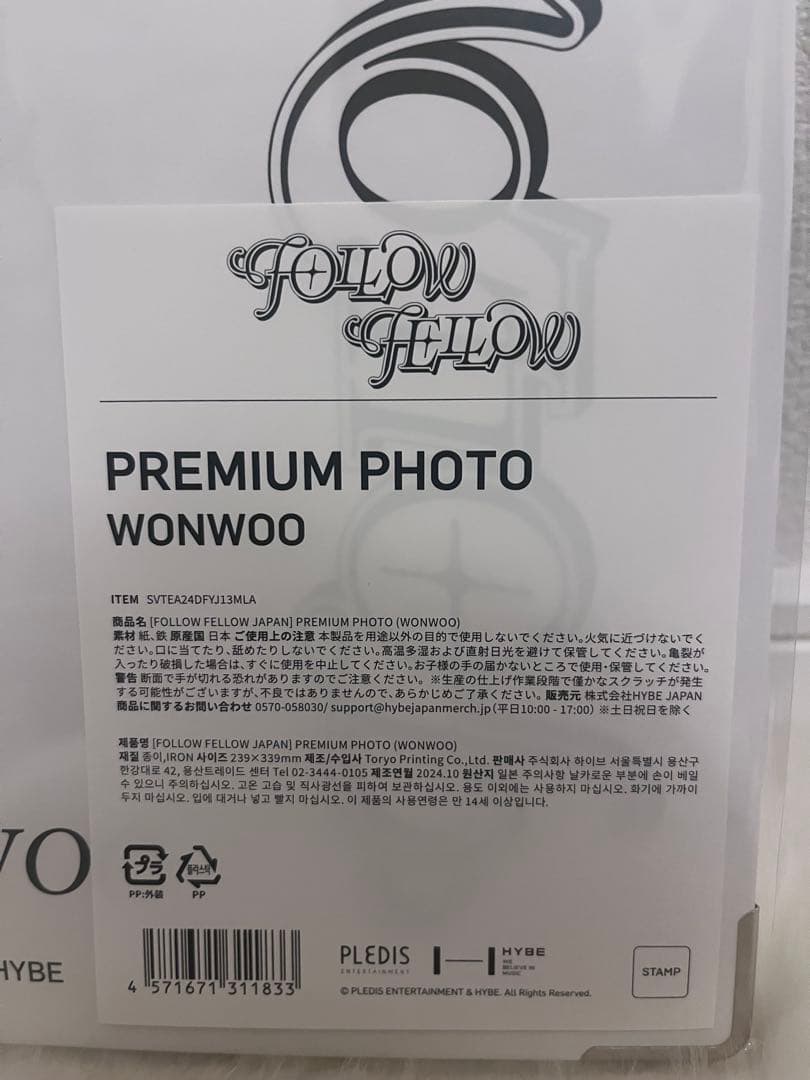 FOLLOW
FELLOW
PREMIUM PHOTO
WONWOO
ITEM SVTEA24DFYJ13MLA
商品名 [FOLLOW FELLOW JAPAN] PREMIUM PHOTO (WONWOO)
素材 紙、鉄 原産国 日本 ご使用上の注意 本製品を用途以外の目的で使用しないでください。火気に近づけないでく
ださい。口に当てたり、舐めたりしないでください。高温多湿および直射日光を避けて保管してください。亀裂が
入ったり破損した場合は、すぐに使用を中止してください。お子様の手の届かないところで使用・保管してください。
警告 断面で手が切れる恐れがありますのでご注意ください。 ※生産の仕上げ作業段階で僅かなスクラッチが発生
する可能性がございますが、不良ではありませんので、あらかじめご了承ください。 販売元 株式会社HYBE JAPAN
商品に関するお問い合わせ 0570-058030/ support@hybejapanmerch.jp (平日10:00 - 17:00) ※土日祝日を除く
제품명 [FOLLOW FELLOW JAPAN] PREMIUM PHOTO (WONWOO)
재질 종이,IRON 사이즈 239×339mm 제조/수입사 Toryo Printing Co.,Ltd. 판매사 주식회사 하이브 서울특별시 용산구
한강대로 42, 용산트레이드 센터 Tel 02-3444-0105 제조연월 2024.10 원산지 일본 주의사항 날카로운 부분에 손이 베일
수 있으니 주의하십시오. 고온 고습 및 직사광선을 피하여 보관하십시오. 용도 이외에는 사용하지 마십시오. 화기에 가까이
두지 마십시오. 입에 대거나 넣고 빨지 마십시오. 이 제품의 사용연령은 만 14세 이상입니다.
プラ
플라스틱
PP:外装
PP
VO
HYBE
4 571671 311833
PLEDIS
ENTERTAINMENT
HYBE
WE
BELIEVE IN
MUSIC
© PLEDIS ENTERTAINMENT & HYBE. All Rights Reserved.
STAMP